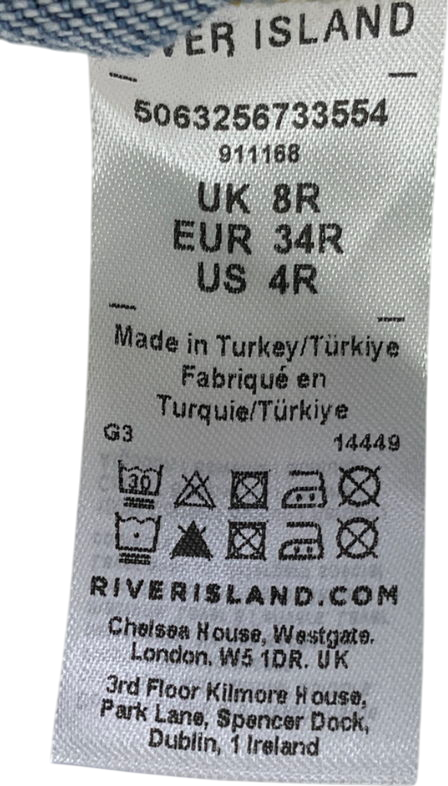 VER ISLAND
5063256733554
911168
UK 8R
EUR 34R
US 4R
Made in Turkey/Türkiye
Fabriqué en
Turquie/Türkiye
G3 14449
30
RIVERISLAND.COM
Chelsea House, Westgate.
London. W5 1DR. UK
3rd Floor Kilmore House,
Park Lane, Spencer Dock,
Dublin, 1 Ireland